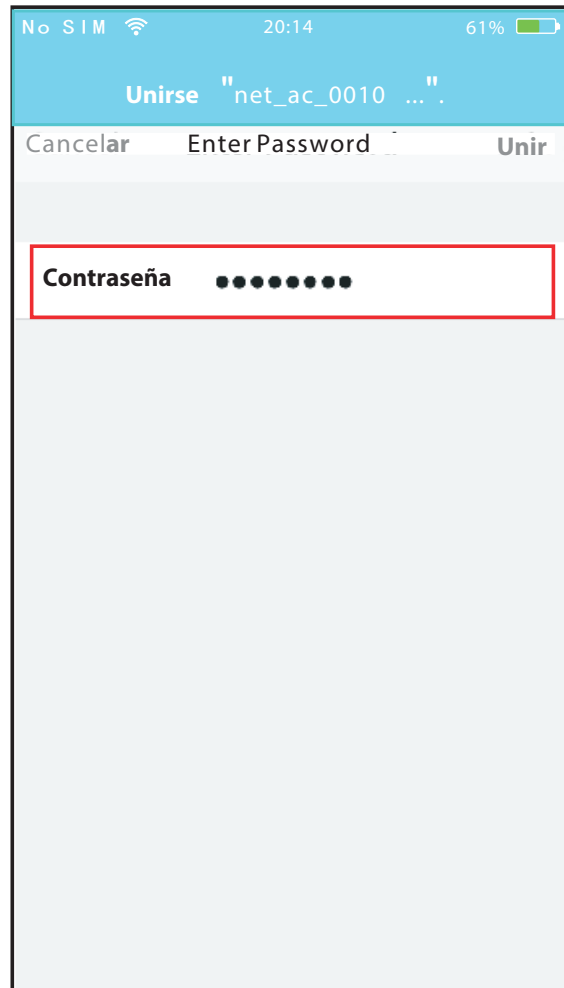 No SIM 20:14 61%
Unirse "net_ac_0010 ...".
Cancelar Enter Password Unir
Contraseña ●●●●●●●●